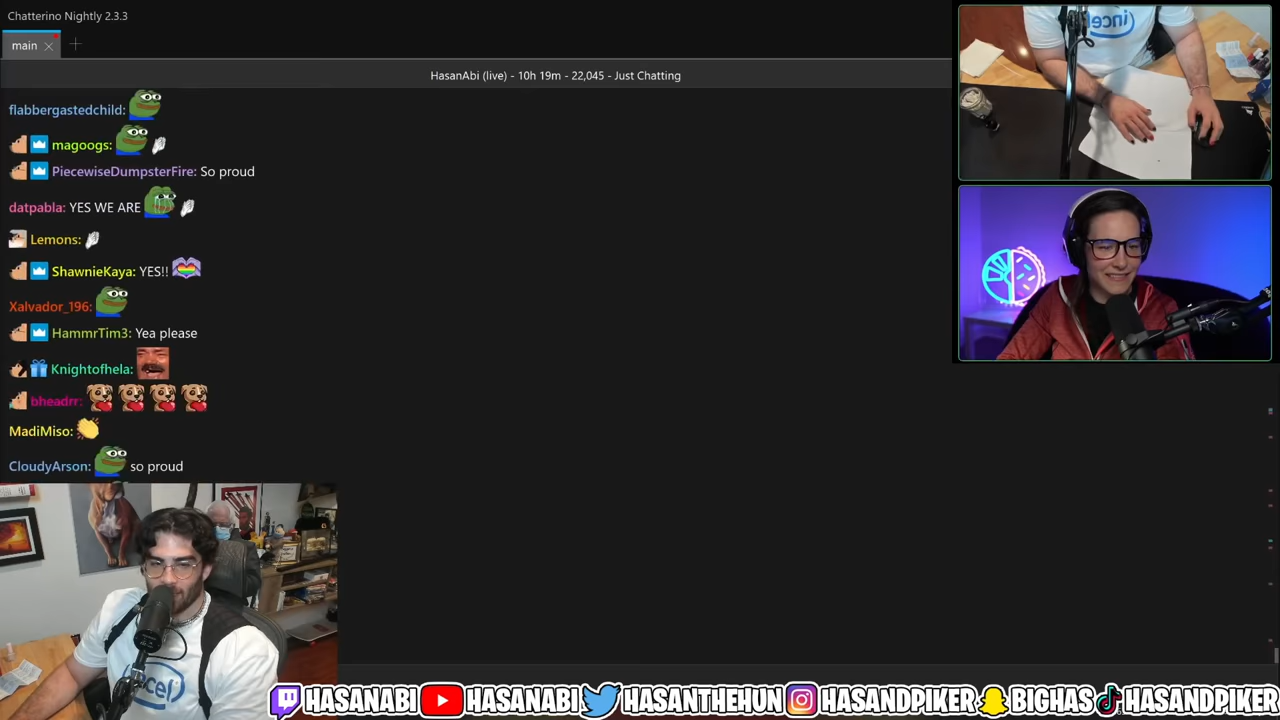 Chatterino Nightly 2.3.3
main
HasanAbi (live) - 10h 19m - 22,045 - Just Chatting
flabbergastedchild:
magoogs:
PiecewiseDumpsterFire: So proud
datpabla: YES WE ARE
Lemons:
ShawnieKaya: YES!!
Xalvador_196:
HammrTim3: Yea please
Knightofhela:
bheadrr:
MadiMiso:
CloudyArson: so proud
incel
incel
HASANABI HASANABI HASANTHEHUN HASANDPIKER BIGHAS HASANDPIKER